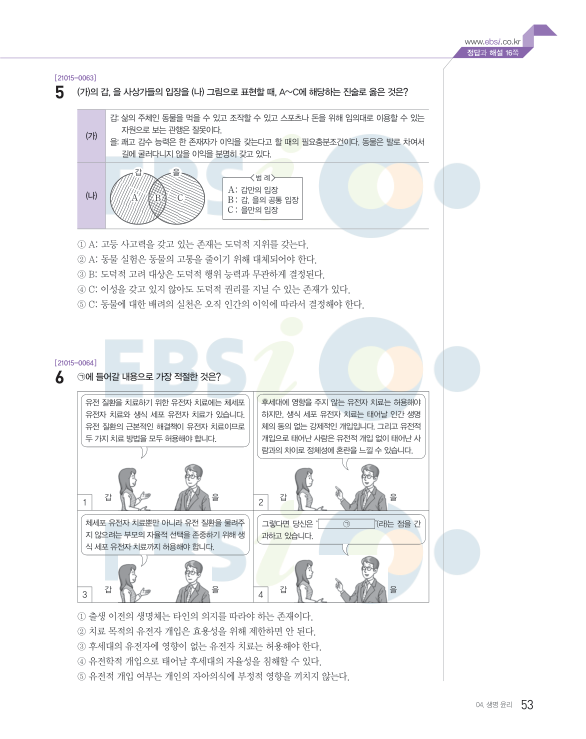 www.ebsi.co.kr
정답과 해설 16쪽
[21015-0063]
5 (가)의 갑, 을 사상가들의 입장을 (나) 그림으로 표현할 때, A～C에 해당하는 진술로 옳은 것은?
(가)
갑: 삶의 주체인 동물을 먹을 수 있고 조작할 수 있고 스포츠나 돈을 위해 임의대로 이용할 수 있는
자원으로 보는 관행은 잘못이다.
을: 쾌고 감수 능력은 한 존재자가 이익을 갖는다고 할 때의 필요충분조건이다. 동물은 발로 차여서
길에 굴러다니지 않을 이익을 분명히 갖고 있다.
(나)
갑 을
A B C
〈범 례〉
A : 갑만의 입장
B : 갑, 을의 공통 입장
C : 을만의 입장
① A: 고등 사고력을 갖고 있는 존재는 도덕적 지위를 갖는다.
② A: 동물 실험은 동물의 고통을 줄이기 위해 대체되어야 한다.
③ B: 도덕적 고려 대상은 도덕적 행위 능력과 무관하게 결정된다.
④ C: 이성을 갖고 있지 않아도 도덕적 권리를 지닐 수 있는 존재가 있다.
⑤ C: 동물에 대한 배려의 실천은 오직 인간의 이익에 따라서 결정해야 한다.
[21015-0064]
6 ㉠에 들어갈 내용으로 가장 적절한 것은?
유전 질환을 치료하기 위한 유전자 치료에는 체세포
유전자 치료와 생식 세포 유전자 치료가 있습니다.
유전 질환의 근본적인 해결책이 유전자 치료이므로
두 가지 치료 방법을 모두 허용해야 합니다.
갑 을
1
후세대에 영향을 주지 않는 유전자 치료는 허용해야
하지만, 생식 세포 유전자 치료는 태어날 인간 생명
체의 동의 없는 강제적인 개입입니다. 그리고 유전적
개입으로 태어난 사람은 유전적 개입 없이 태어난 사
람과의 차이로 정체성에 혼란을 느낄 수 있습니다.
갑 을
2
체세포 유전자 치료뿐만 아니라 유전 질환을 물려주
지 않으려는 부모의 자율적 선택을 존중하기 위해 생
식 세포 유전자 치료까지 허용해야 합니다.
갑 을
3
그렇다면 당신은 “ ㉠ ”라는 점을 간
과하고 있습니다.
갑 을
4
① 출생 이전의 생명체는 타인의 의지를 따라야 하는 존재이다.
② 치료 목적의 유전자 개입은 효용성을 위해 제한하면 안 된다.
③ 후세대의 유전자에 영향이 없는 유전자 치료는 허용해야 한다.
④ 유전학적 개입으로 태어날 후세대의 자율성을 침해할 수 있다.
⑤ 유전적 개입 여부는 개인의 자아의식에 부정적 영향을 끼치지 않는다.
04. 생명 윤리 53
EBSi
EBSi
EBSi